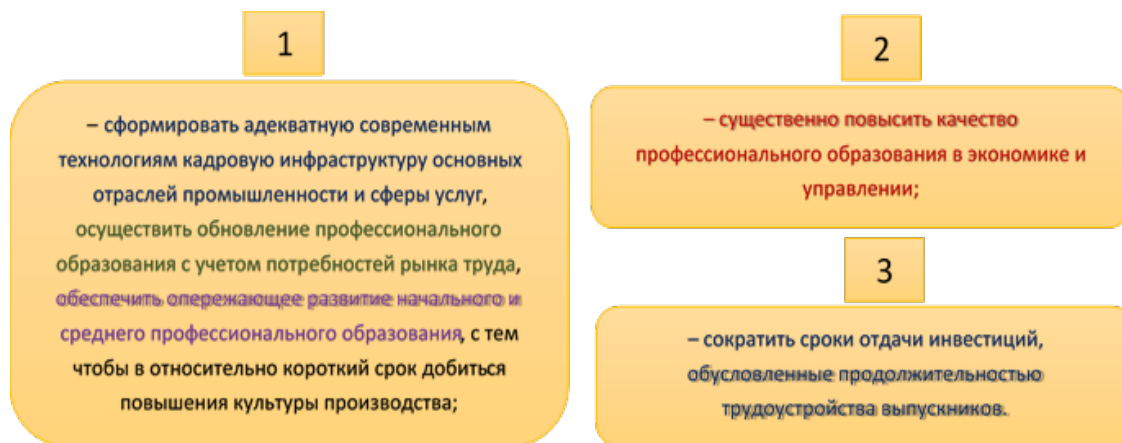 1
– сформировать адекватную современным
технологиям кадровую инфраструктуру основных
отраслей промышленности и сферы услуг,
осуществить обновление профессионального
образования с учетом потребностей рынка труда,
обеспечить опережающее развитие начального и
среднего профессионального образования, с тем
чтобы в относительно короткий срок добиться
повышения культуры производства;
2
– существенно повысить качество
профессионального образования в экономике и
управлении;
3
– сократить сроки отдачи инвестиций,
обусловленные продолжительностью
трудоустройства выпускников.